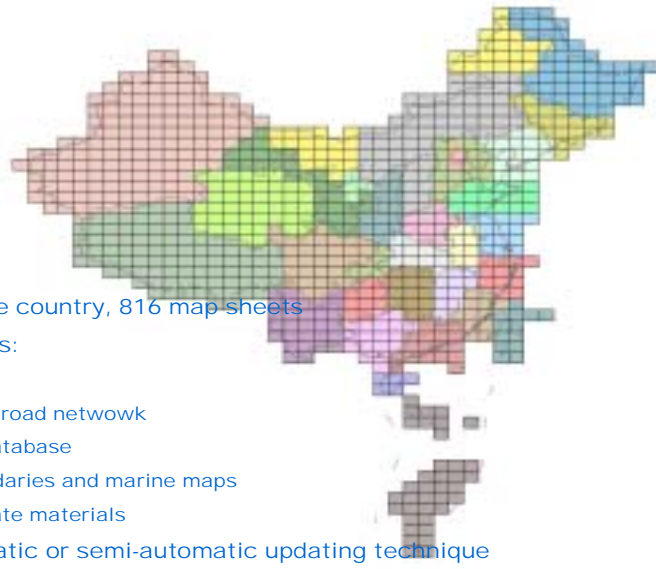 e country, 816 map sheets
s:
road netwowk
tabase
daries and marine maps
te materials
atic or semi-automatic updating technique